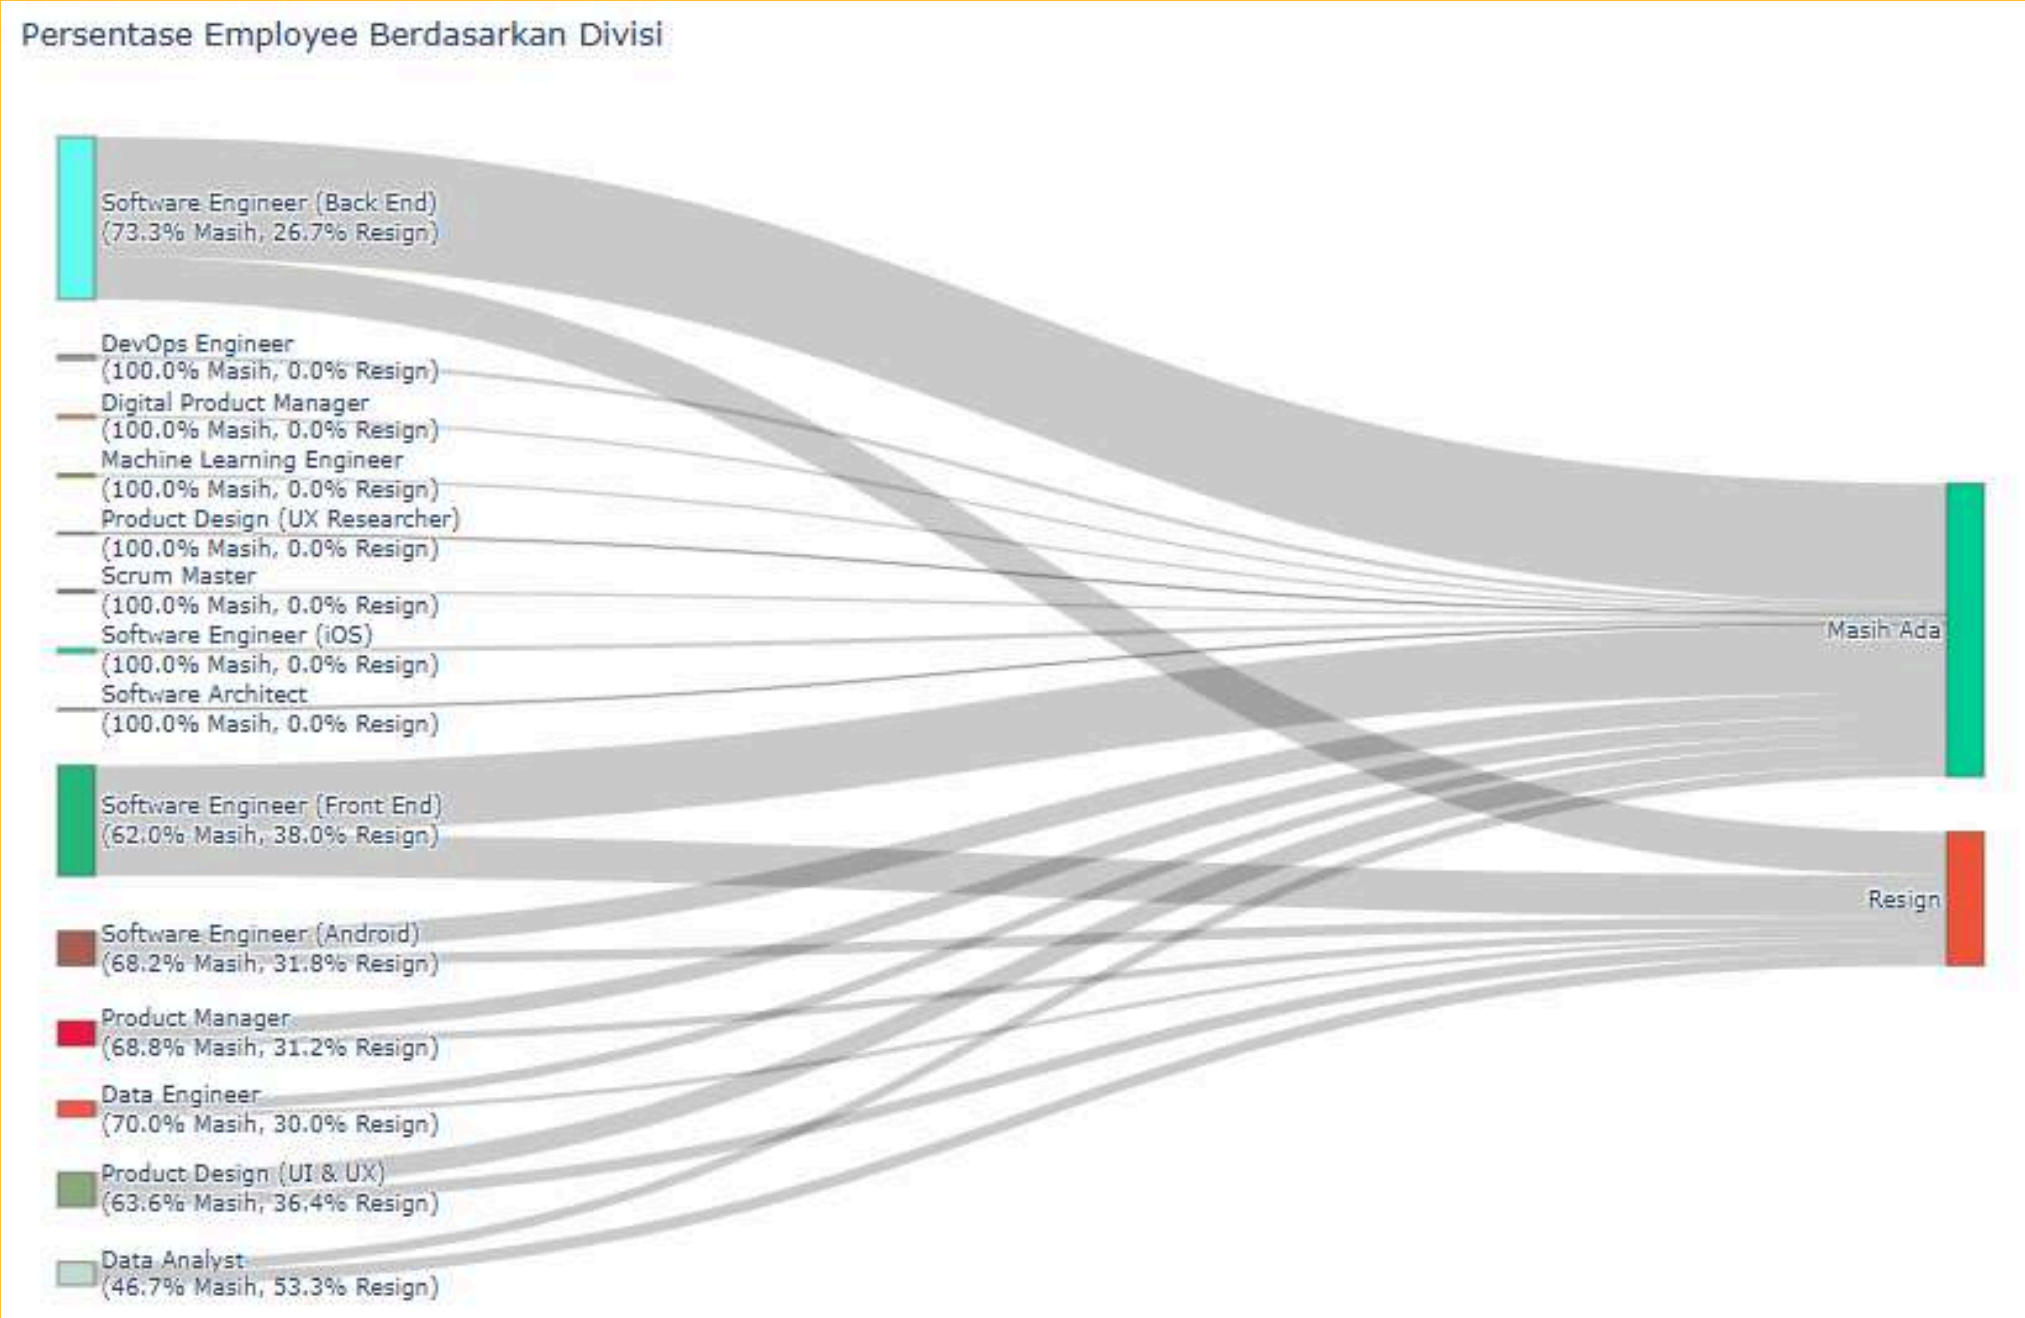 Persentase Employee Berdasarkan Divisi
Software Engineer (Back End)
(73.3% Masih, 26.7% Resign)
DevOps Engineer
(100.0% Masih, 0.0% Resign)
Digital Product Manager
(100.0% Masih, 0.0% Resign)
Machine Learning Engineer
(100.0% Masih, 0.0% Resign)
Product Design (UX Researcher)
(100.0% Masih, 0.0% Resign)
Scrum Master
(100.0% Masih, 0.0% Resign)
Software Engineer (iOS)
(100.0% Masih, 0.0% Resign)
Software Architect
(100.0% Masih, 0.0% Resign)
Software Engineer (Front End)
(62.0% Masih, 38.0% Resign)
Software Engineer (Android)
(68.2% Masih, 31.8% Resign)
Product Manager
(68.8% Masih, 31.2% Resign)
Data Engineer
(70.0% Masih, 30.0% Resign)
Product Design (UI & UX)
(63.6% Masih, 36.4% Resign)
Data Analyst
(46.7% Masih, 53.3% Resign)
Masih Ada
Resign